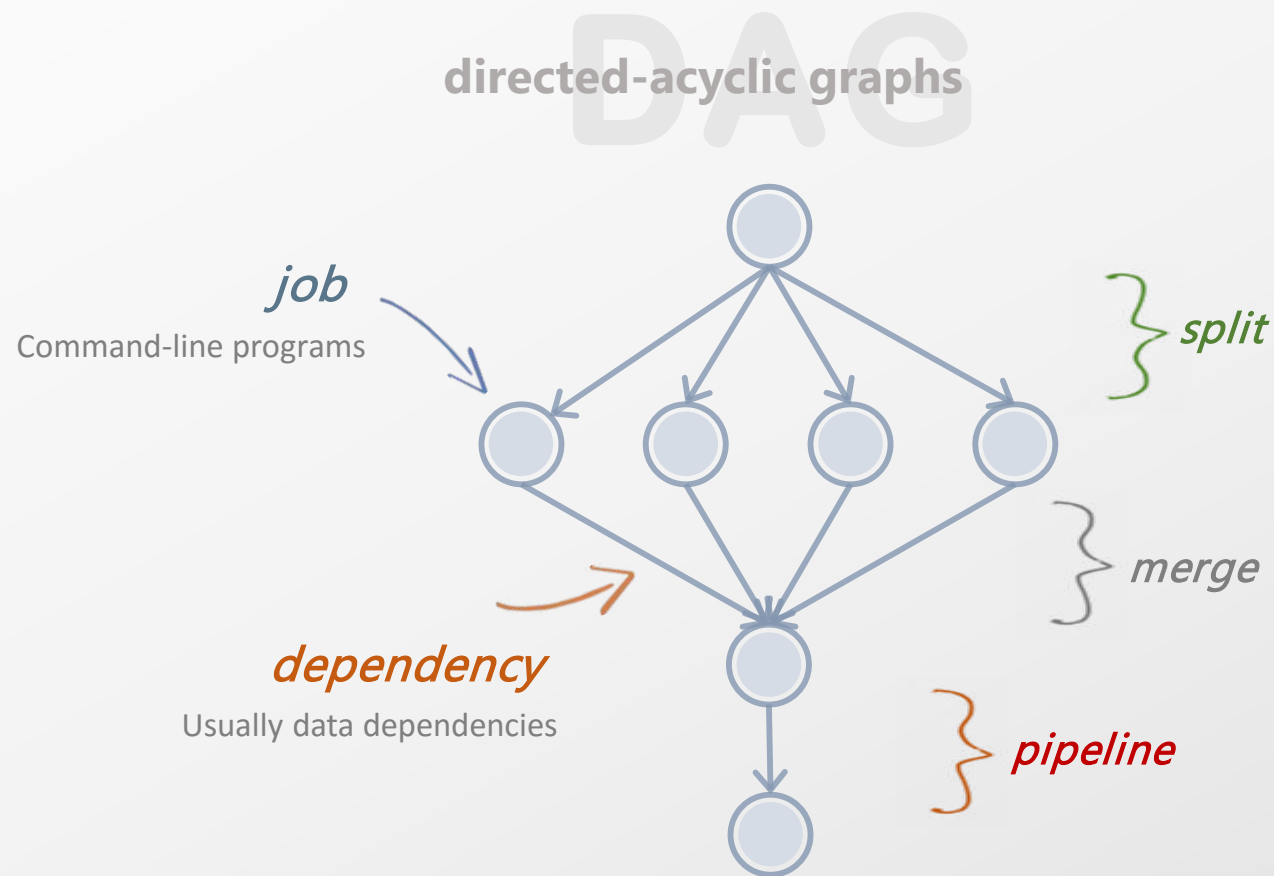 DAG
directed-acyclic graphs
job
Command-line programs
split
merge
dependency
Usually data dependencies
pipeline